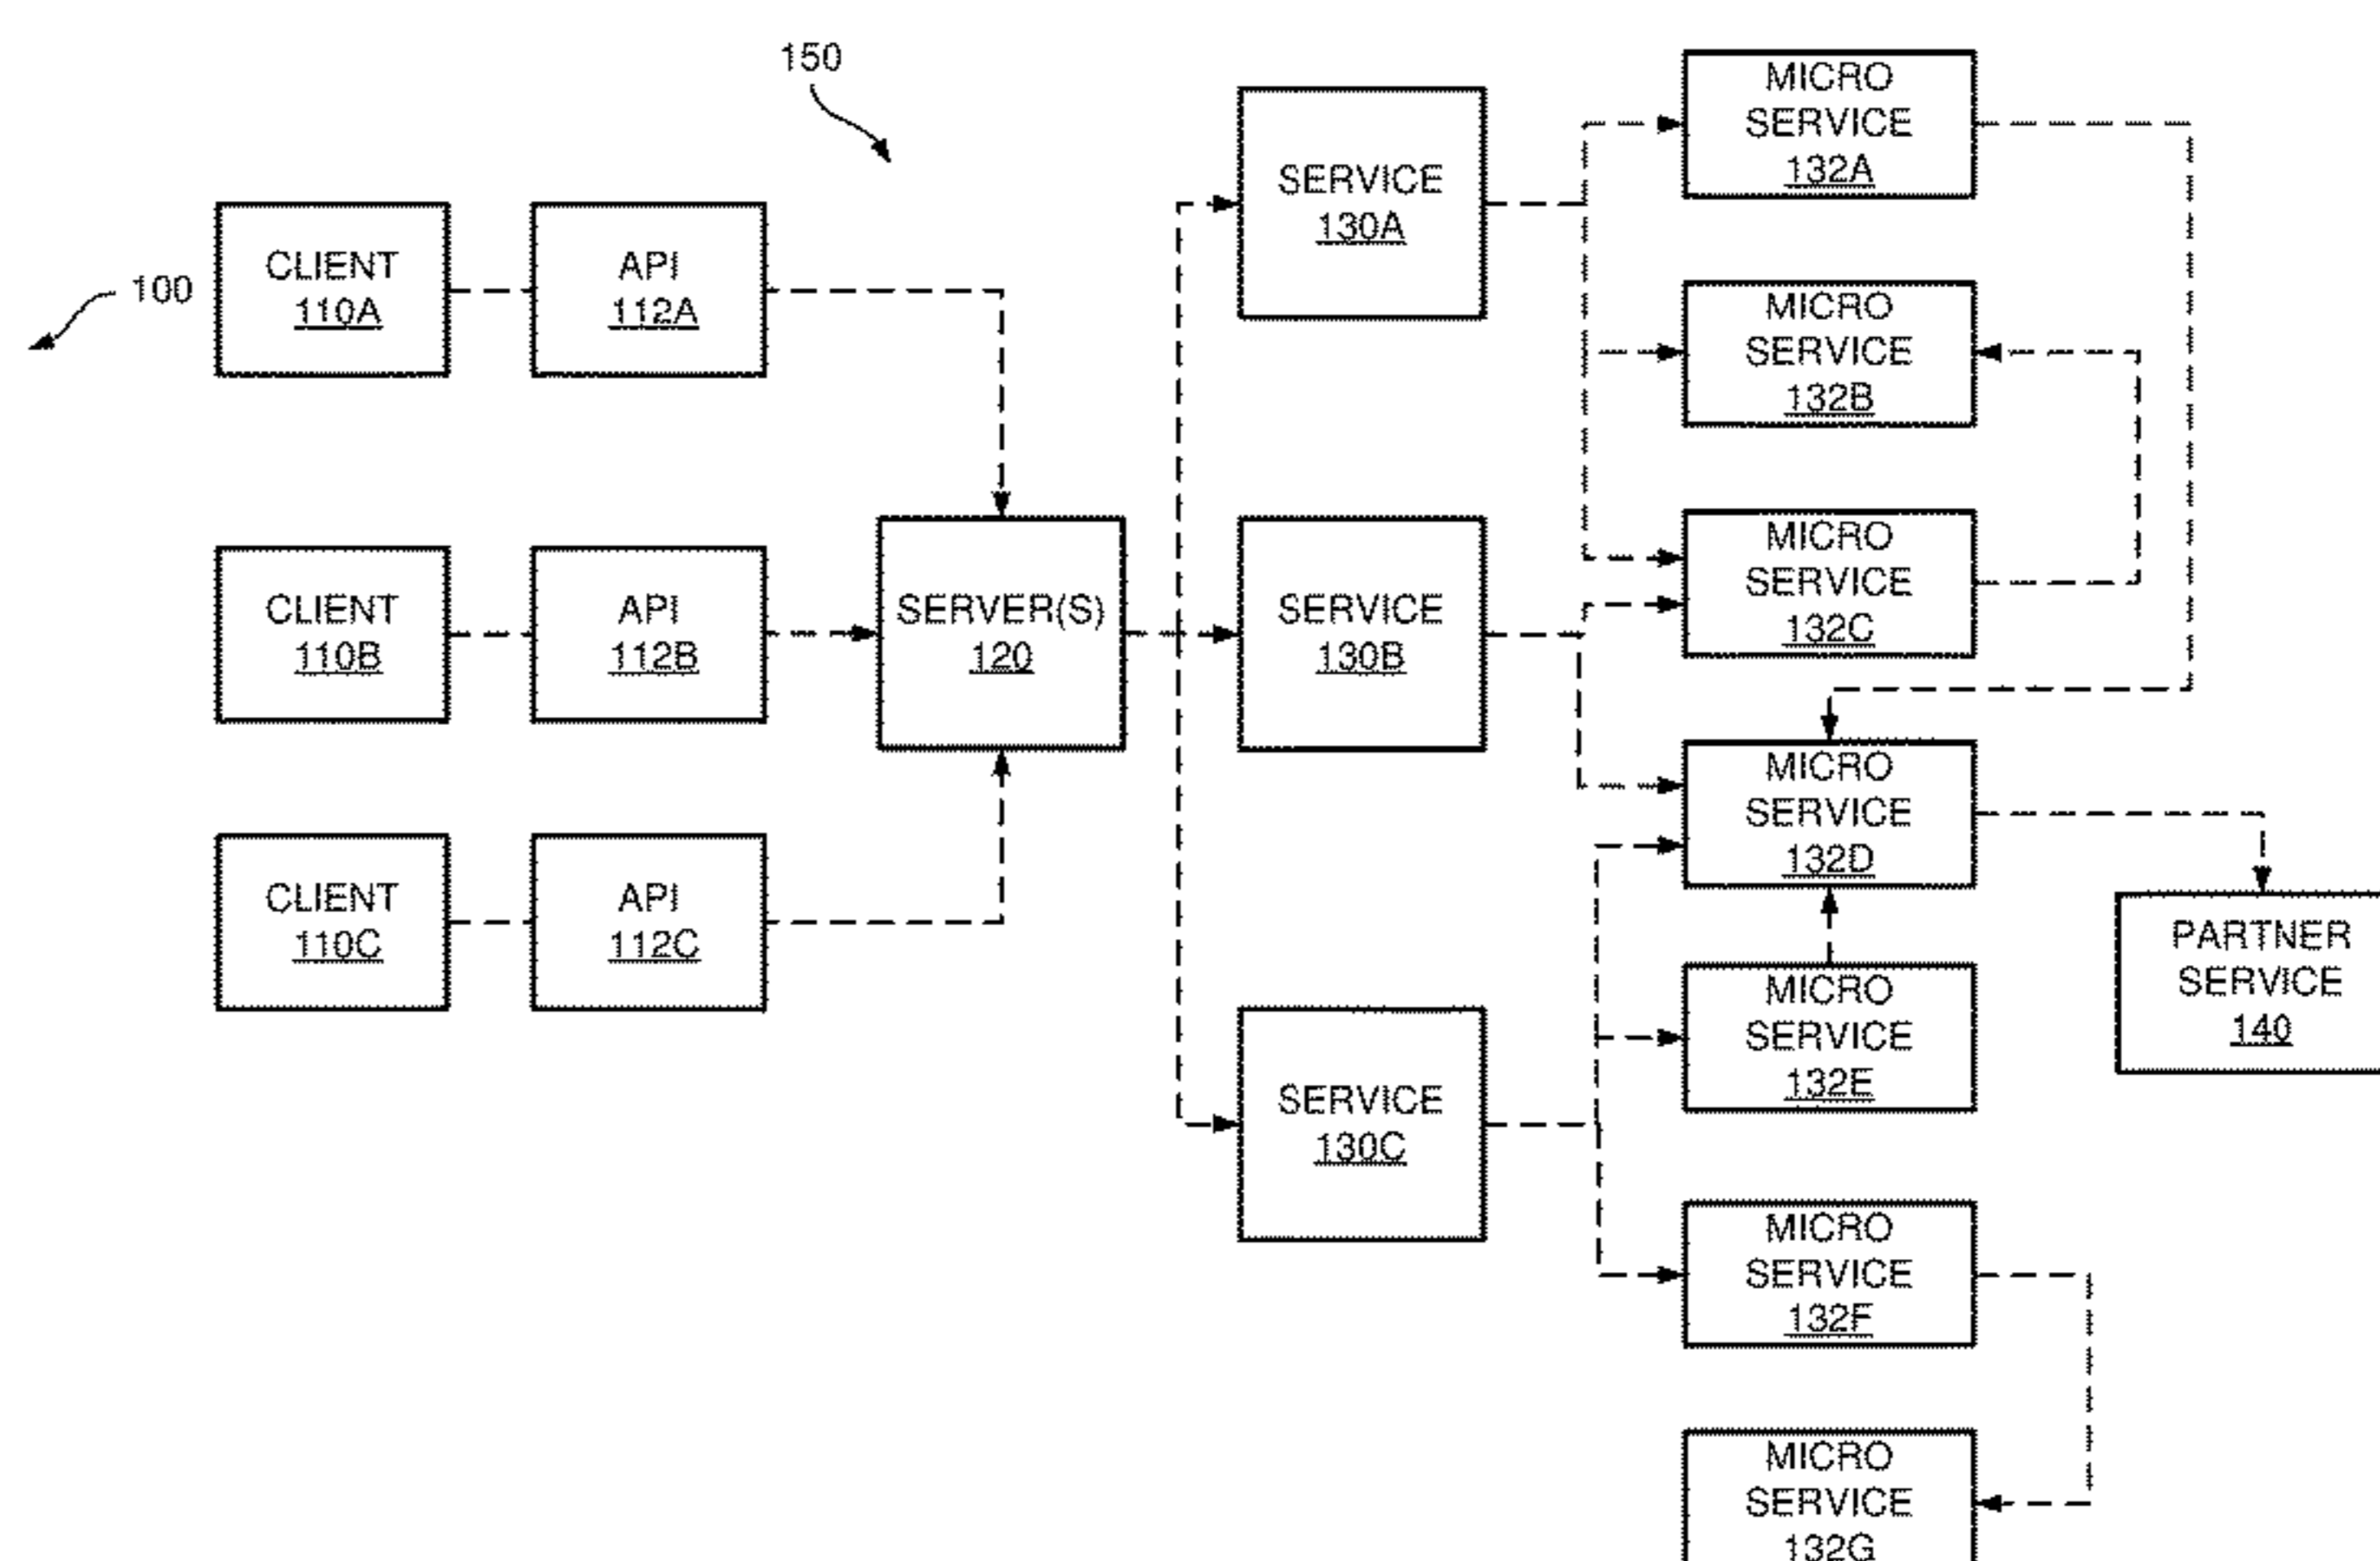 150
100
CLIENT
110A
API
112A
CLIENT
110B
API
112B
CLIENT
110C
API
112C
SERVER(S)
120
SERVICE
130A
SERVICE
130B
SERVICE
130C
MICRO
SERVICE
132A
MICRO
SERVICE
132B
MICRO
SERVICE
132C
MICRO
SERVICE
132D
MICRO
SERVICE
132E
MICRO
SERVICE
132F
MICRO
SERVICE
132G
PARTNER
SERVICE
140